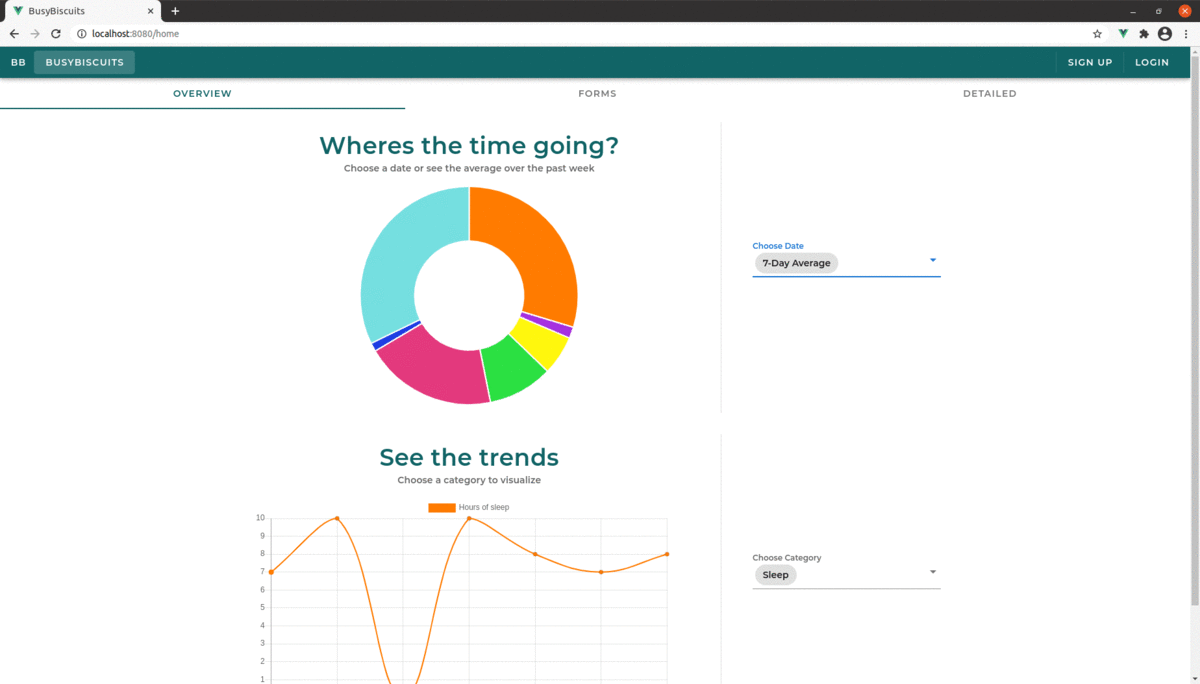 BusyBiscuits
localhost:8080/home
BB BUSYBISCUITS SIGN UP LOGIN
OVERVIEW FORMS DETAILED
Wheres the time going?
Choose a date or see the average over the past week
Choose Date
7-Day Average
See the trends
Choose a category to visualize
Hours of sleep
10
9
8
7
6
5
4
3
2
1
Choose Category
Sleep